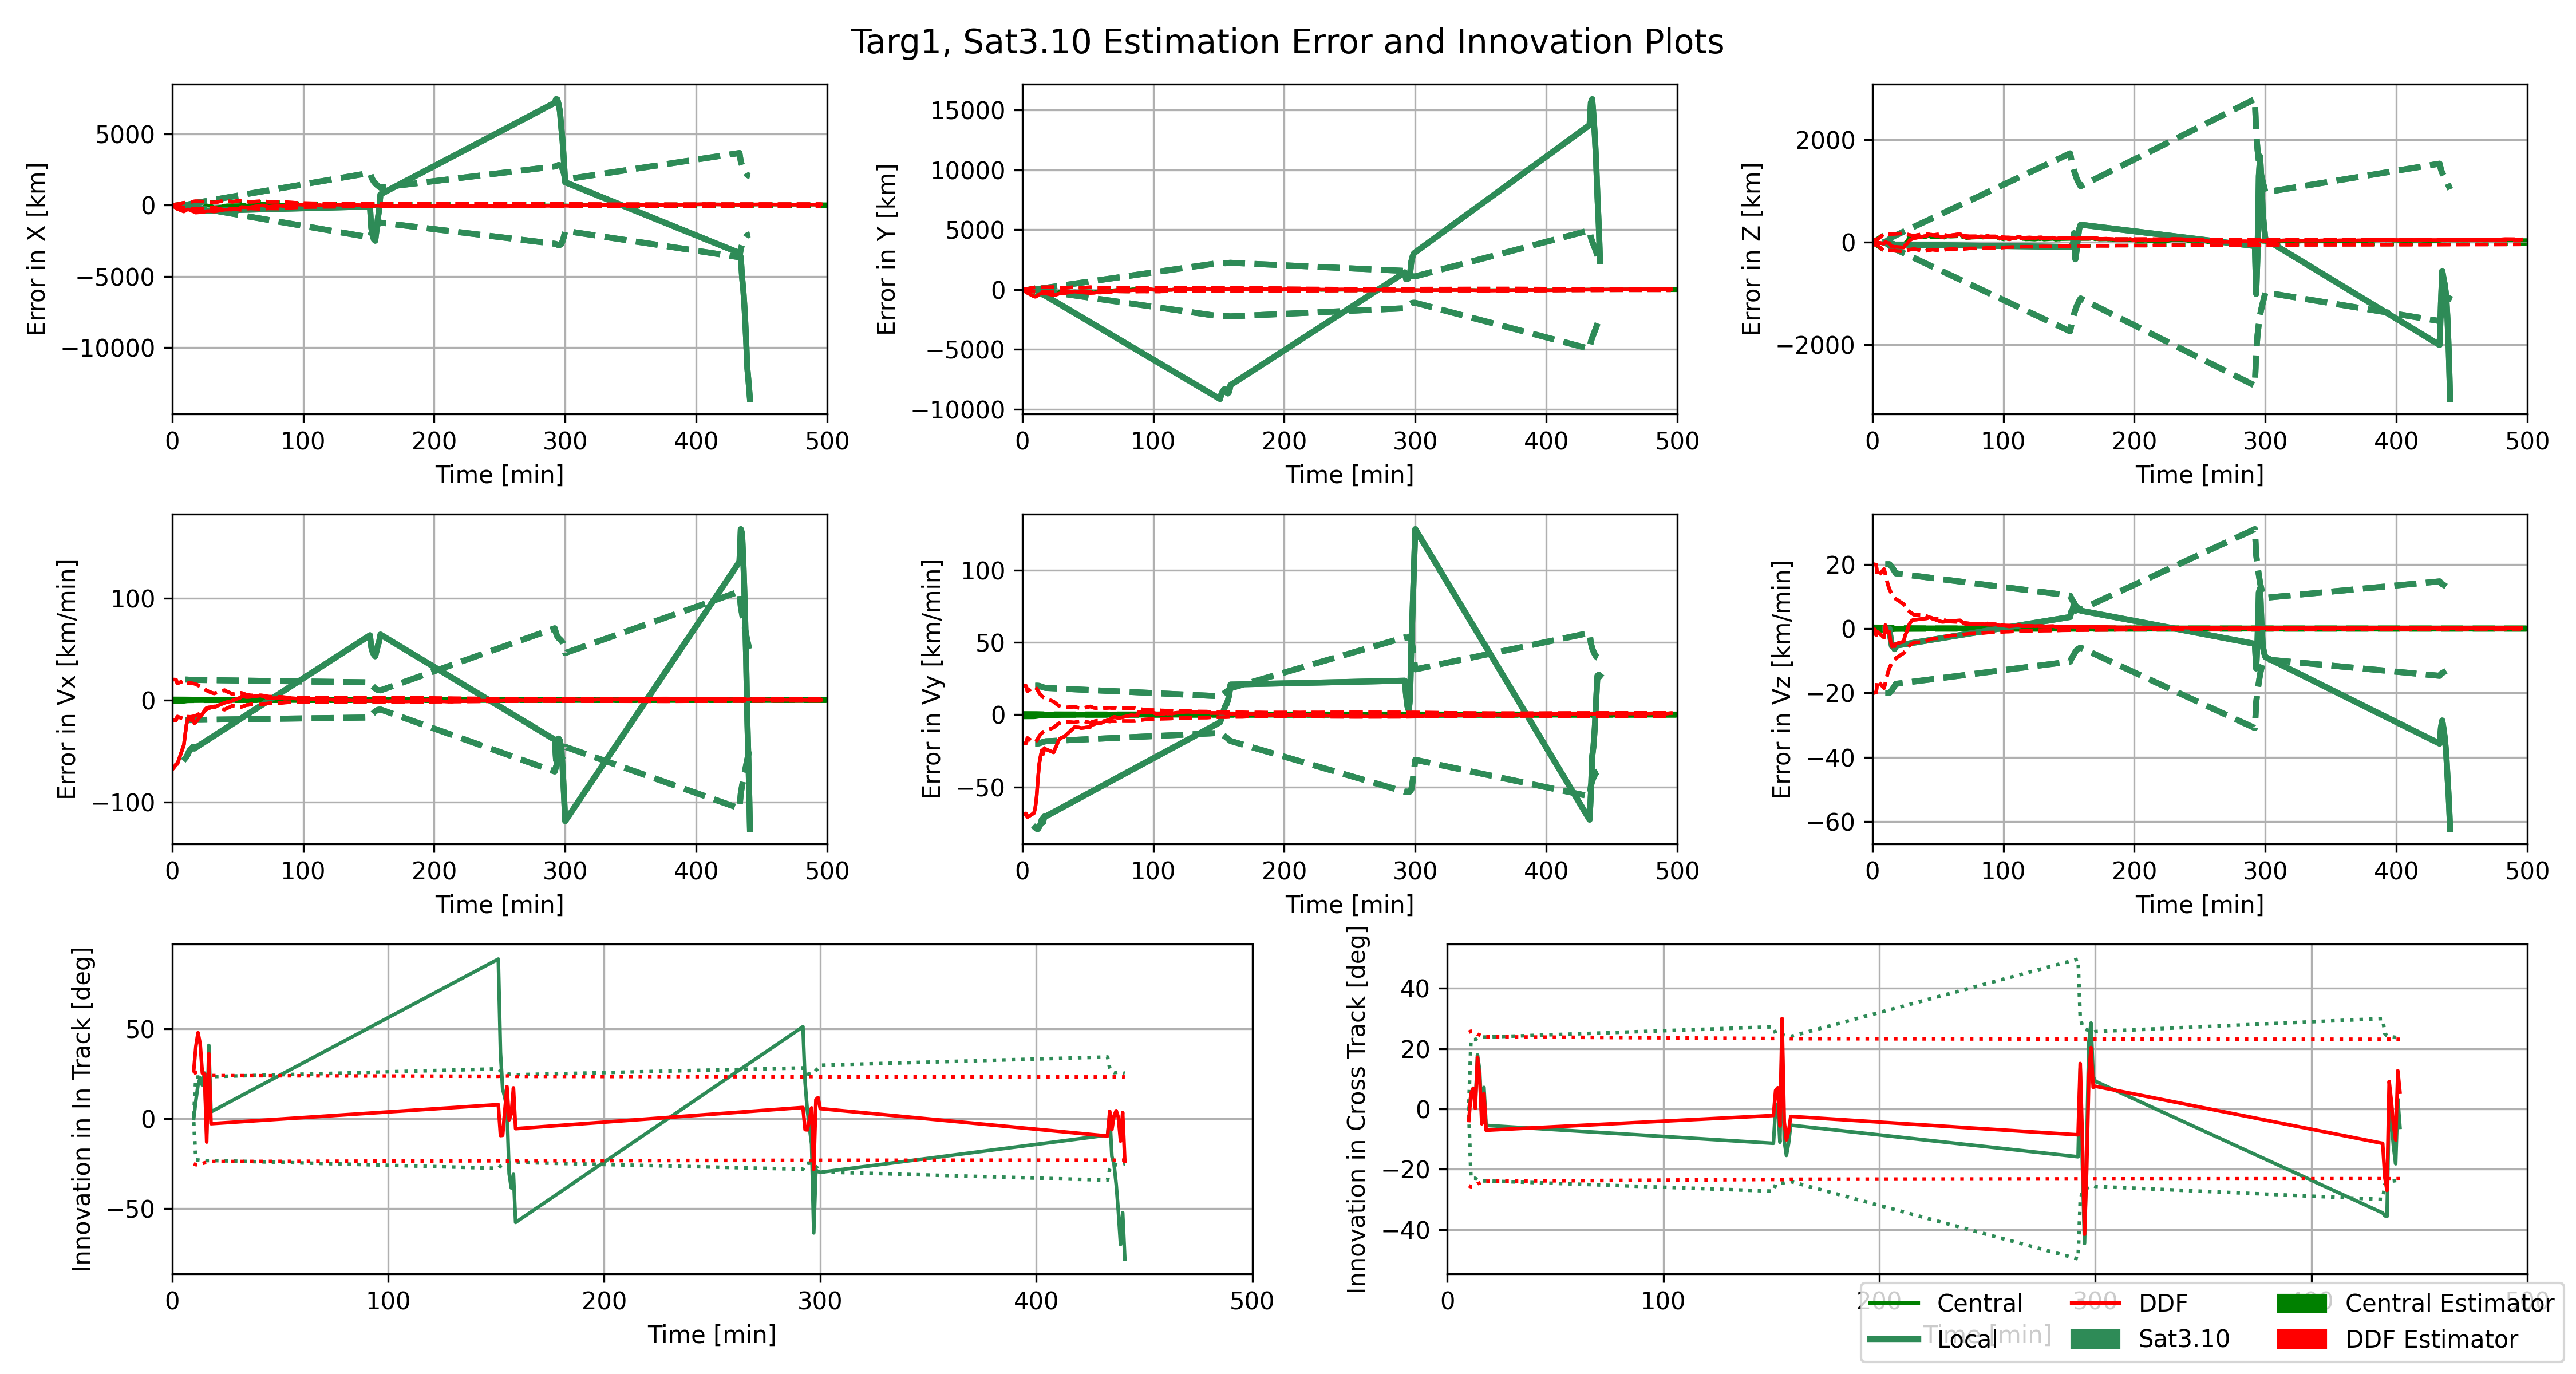 Targ1, Sat3.10 Estimation Error and Innovation Plots
Error in X [km]
5000
0
−5000
−10000
0 100 200 300 400 500
Time [min]
Error in Y [km]
15000
10000
5000
0
−5000
−10000
0 100 200 300 400 500
Time [min]
Error in Z [km]
2000
0
−2000
0 100 200 300 400 500
Time [min]
Error in Vx [km/min]
100
0
−100
0 100 200 300 400 500
Time [min]
Error in Vy [km/min]
100
50
0
−50
0 100 200 300 400 500
Time [min]
Error in Vz [km/min]
20
0
−20
−40
−60
0 100 200 300 400 500
Time [min]
Innovation in In Track [deg]
50
0
−50
0 100 200 300 400 500
Time [min]
Innovation in Cross Track [deg]
40
20
0
−20
−40
0 100 200 300 400 500
Time [min]
Central DDF Central Estimator
Local Sat3.10 DDF Estimator